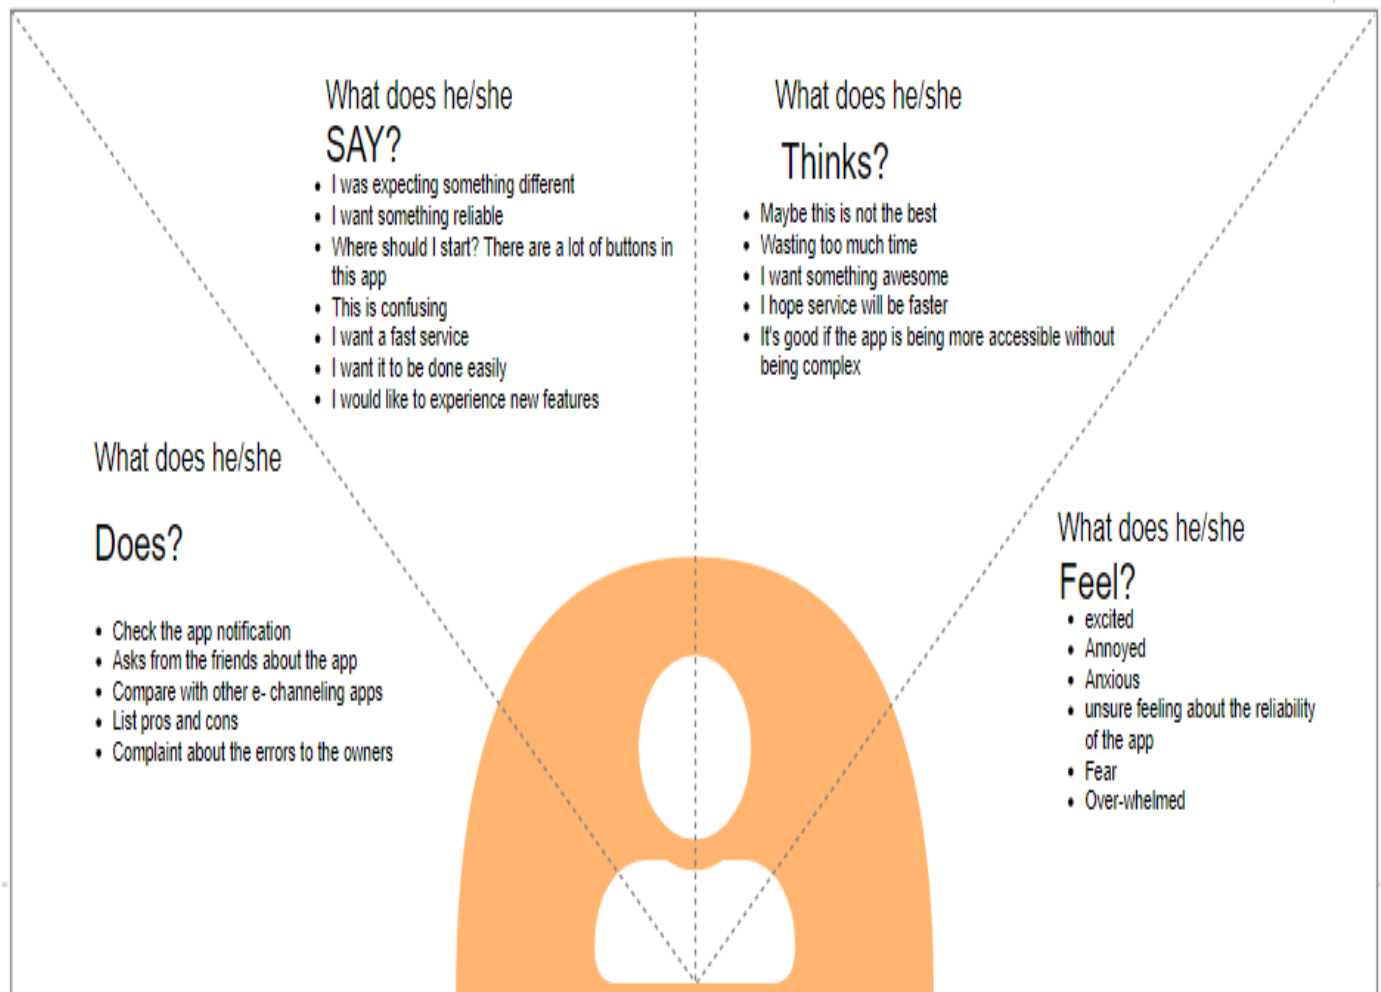 What does he/she
SAY?
• I was expecting something different
• I want something reliable
• Where should I start? There are a lot of buttons in
this app
• This is confusing
• I want a fast service
• I want it to be done easily
• I would like to experience new features
What does he/she
Thinks?
• Maybe this is not the best
• Wasting too much time
• I want something awesome
• I hope service will be faster
• It's good if the app is being more accessible without
being complex
What does he/she
Does?
• Check the app notification
• Asks from the friends about the app
• Compare with other e- channeling apps
• List pros and cons
• Complaint about the errors to the owners
What does he/she
Feel?
• excited
• Annoyed
• Anxious
• unsure feeling about the reliability
of the app
• Fear
• Over-whelmed